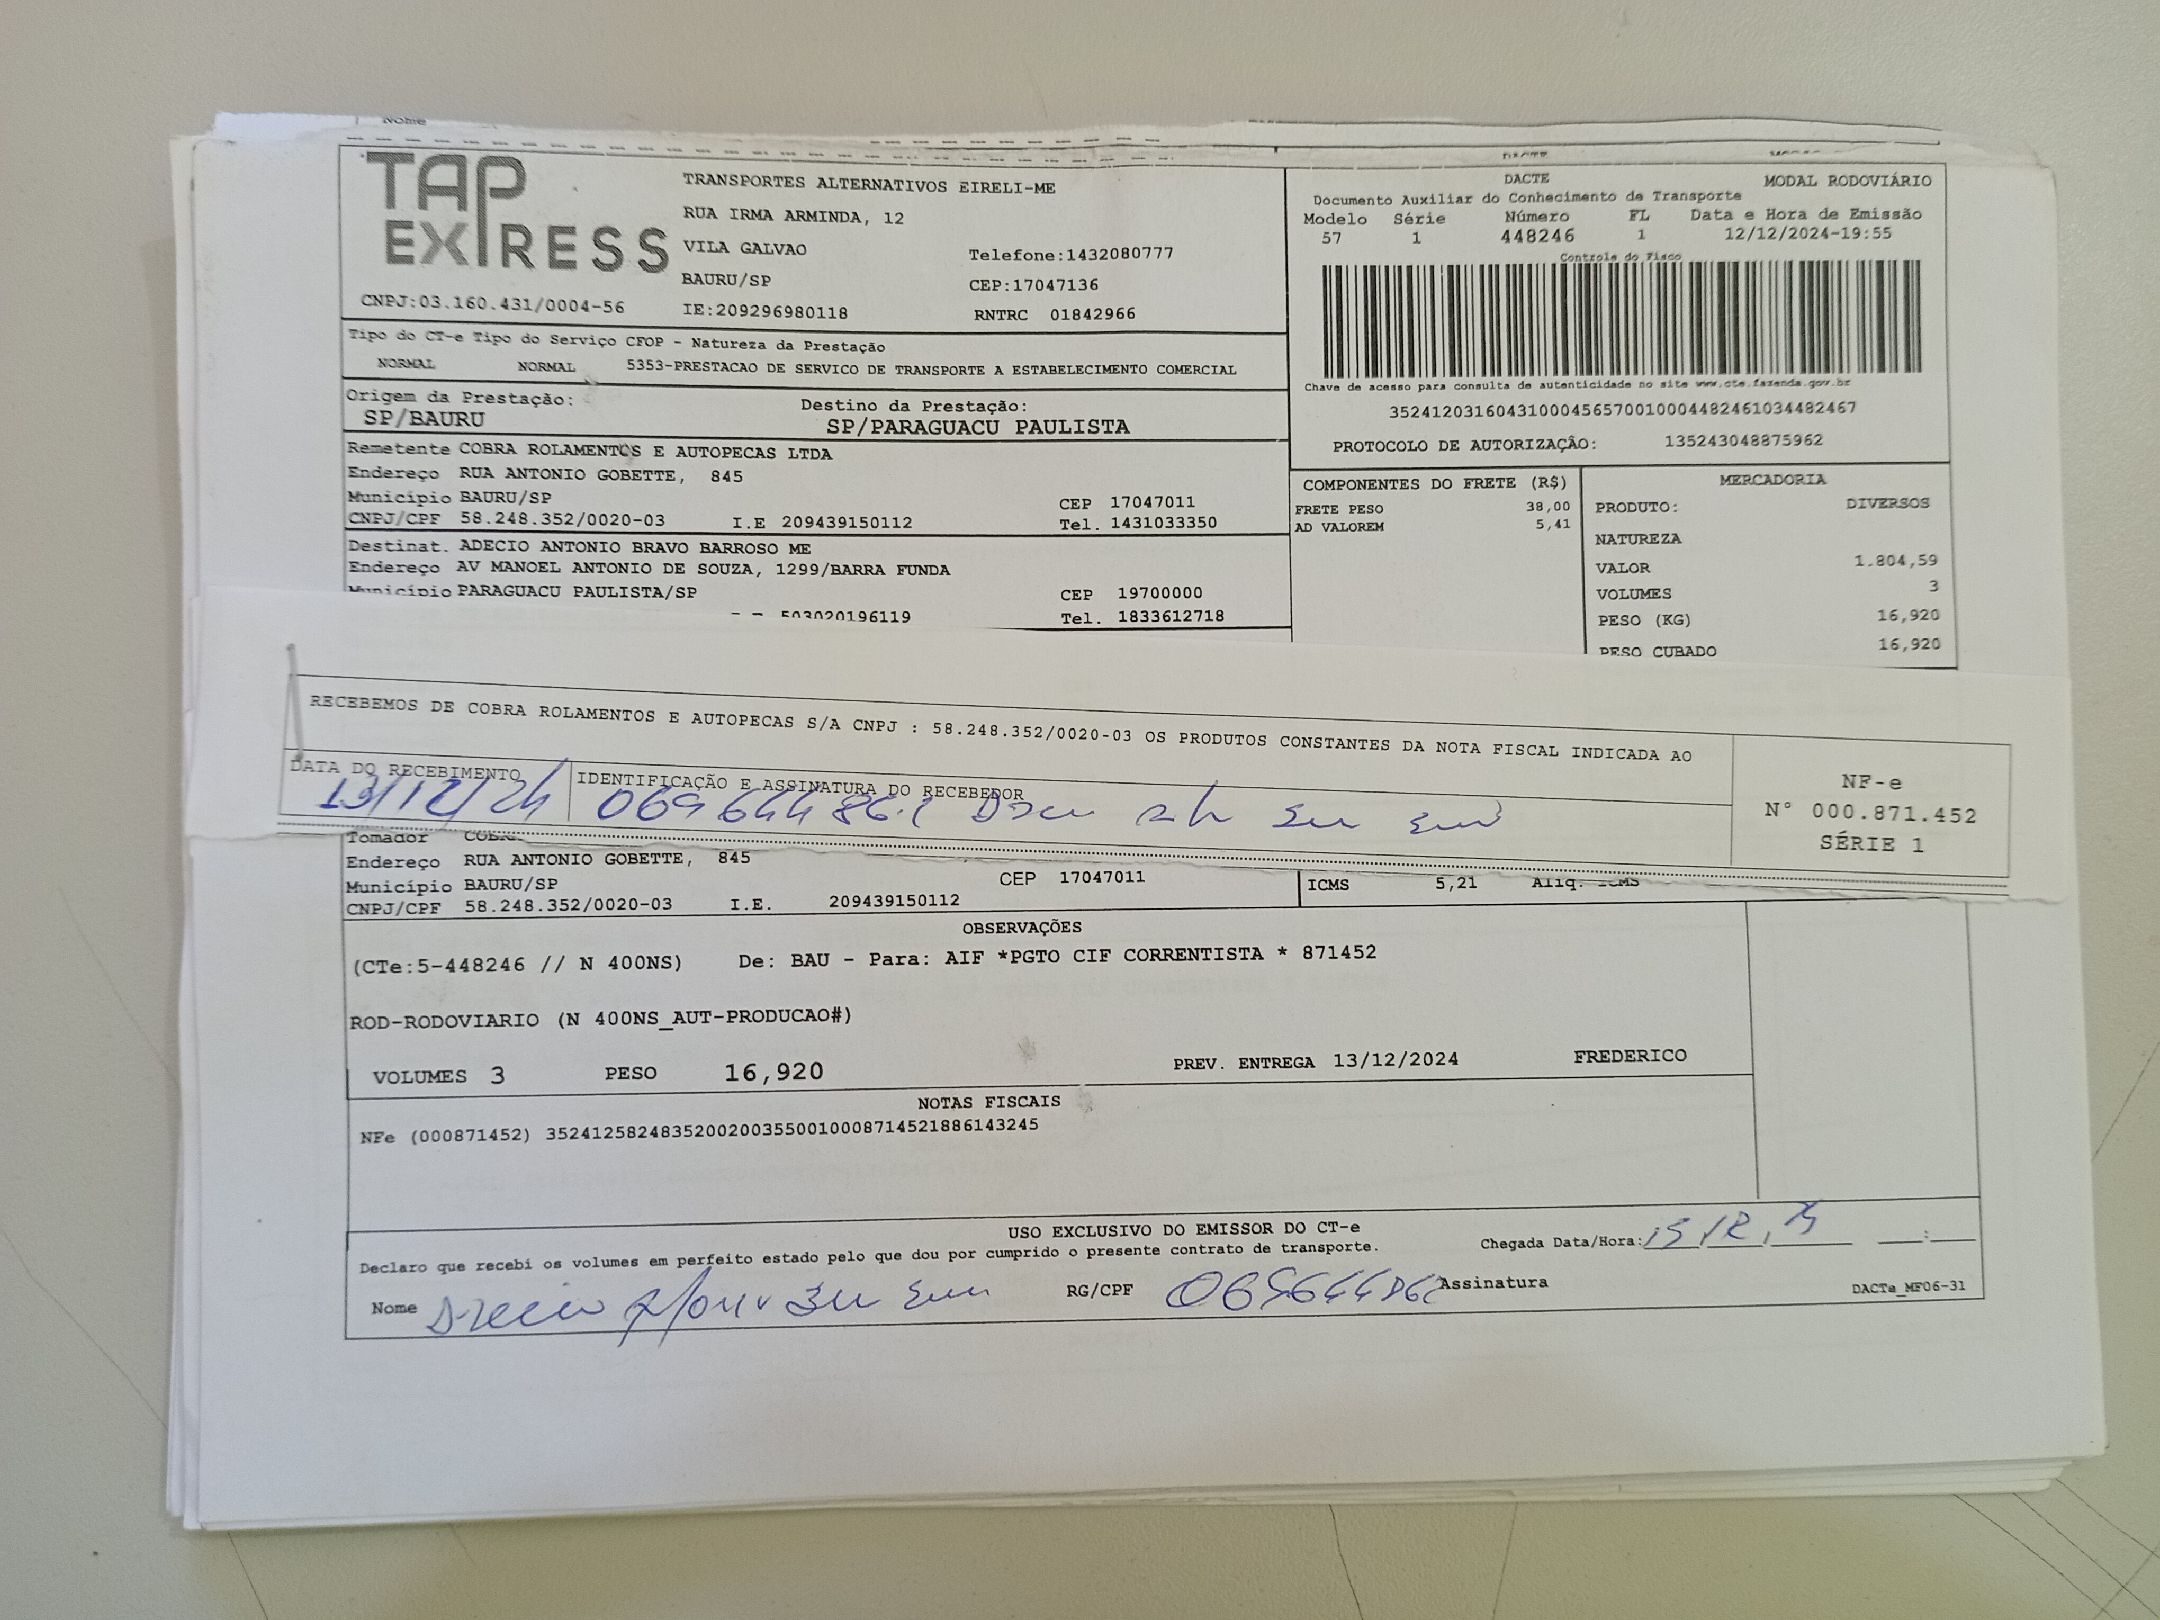 Nome
TAP EXPRESS
TRANSPORTES ALTERNATIVOS EIRELI-ME
RUA IRMA ARMINDA, 12
VILA GALVAO Telefone:1432080777
BAURU/SP CEP:17047136
CNPJ:03.160.431/0004-56 IE:209296980118 RNTRC 01842966
DACTE MODAL RODOVIÁRIO
Documento Auxiliar do Conhecimento de Transporte
Modelo Série Número FL Data e Hora de Emissão
57 1 448246 1 12/12/2024-19:55
Controle do Fisco
Chave de acesso para consulta de autenticidade no site www.cte.fazenda.gov.br
35241203160431000456570010004482461034482467
PROTOCOLO DE AUTORIZAÇÂO: 135243048875962
Tipo do CT-e Tipo do Serviço CFOP - Natureza da Prestação
NORMAL NORMAL 5353-PRESTACAO DE SERVICO DE TRANSPORTE A ESTABELECIMENTO COMERCIAL
Origem da Prestação: Destino da Prestação:
SP/BAURU SP/PARAGUACU PAULISTA
Remetente COBRA ROLAMENTOS E AUTOPECAS LTDA
Endereço RUA ANTONIO GOBETTE, 845
Município BAURU/SP CEP 17047011
CNPJ/CPF 58.248.352/0020-03 I.E 209439150112 Tel. 1431033350
Destinat. ADECIO ANTONIO BRAVO BARROSO ME
Endereço AV MANOEL ANTONIO DE SOUZA, 1299/BARRA FUNDA
Município PARAGUACU PAULISTA/SP CEP 19700000
503020196119 Tel. 1833612718
COMPONENTES DO FRETE (R$)
FRETE PESO 38,00
AD VALOREM 5,41
MERCADORIA
PRODUTO: DIVERSOS
NATUREZA
VALOR 1.804,59
VOLUMES 3
PESO (KG) 16,920
PESO CUBADO 16,920
RECEBEMOS DE COBRA ROLAMENTOS E AUTOPECAS S/A CNPJ : 58.248.352/0020-03 OS PRODUTOS CONSTANTES DA NOTA FISCAL INDICADA AO
DATA DO RECEBIMENTO IDENTIFICAÇÃO E ASSINATURA DO RECEBEDOR
13/12/24
NF-e
N° 000.871.452
SÉRIE 1
Tomador
Endereço RUA ANTONIO GOBETTE, 845
Município BAURU/SP CEP 17047011
CNPJ/CPF 58.248.352/0020-03 I.E. 209439150112
ICMS 5,21 Aliq. ICMS
OBSERVAÇÕES
(CTe:5-448246 // N 400NS) De: BAU - Para: AIF *PGTO CIF CORRENTISTA * 871452
ROD-RODOVIARIO (N 400NS_AUT-PRODUCAO#)
VOLUMES 3 PESO 16,920 PREV. ENTREGA 13/12/2024 FREDERICO
NOTAS FISCAIS
NFe (000871452) 35241258248352002003550010008714521886143245
USO EXCLUSIVO DO EMISSOR DO CT-e
Declaro que recebi os volumes em perfeito estado pelo que dou por cumprido o presente contrato de transporte. Chegada Data/Hora:
Nome RG/CPF Assinatura DACTe_MF06-31